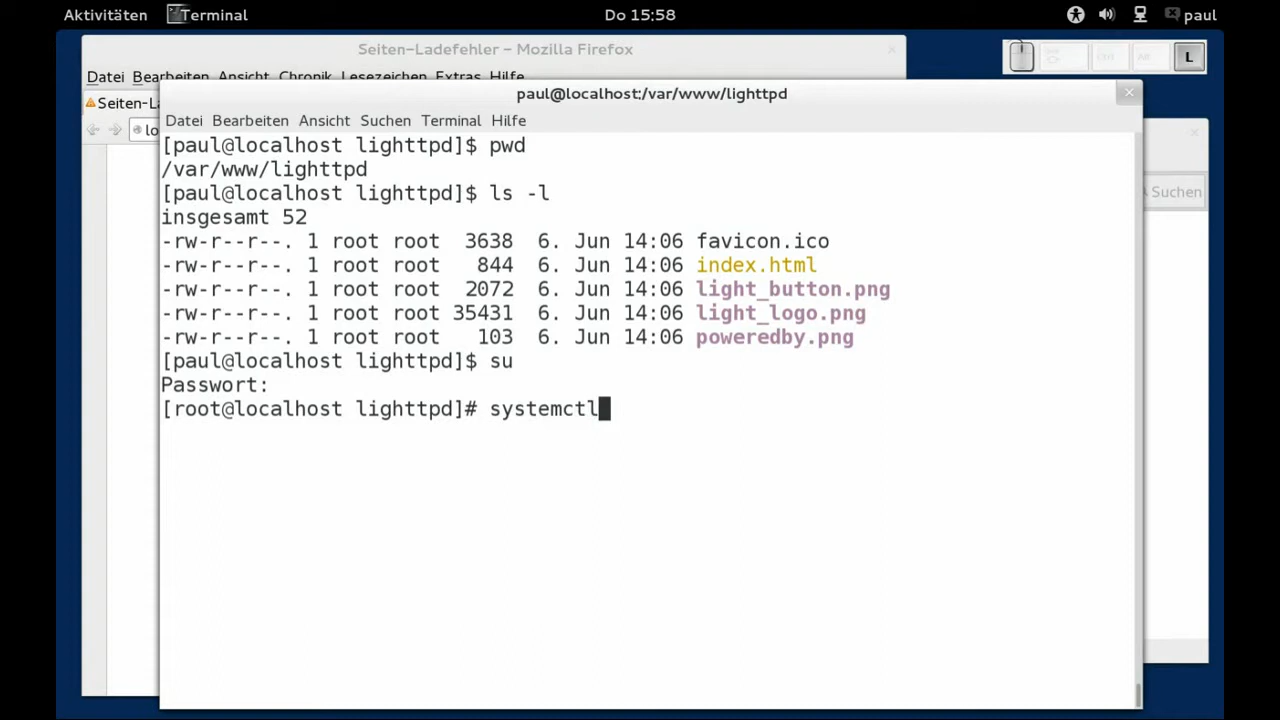 Aktivitäten Terminal Do 15:58 paul
Seiten-Ladefehler – Mozilla Firefox
Datei Bearbeiten Ansicht Chronik Lesezeichen Extras Hilfe
L
paul@localhost:/var/www/lighttpd
Seiten-La
Datei Bearbeiten Ansicht Suchen Terminal Hilfe
lo
[paul@localhost lighttpd]$ pwd
/var/www/lighttpd
[paul@localhost lighttpd]$ ls -l
Suchen
insgesamt 52
-rw-r--r--. 1 root root 3638 6. Jun 14:06 favicon.ico
-rw-r--r--. 1 root root 844 6. Jun 14:06 index.html
-rw-r--r--. 1 root root 2072 6. Jun 14:06 light_button.png
-rw-r--r--. 1 root root 35431 6. Jun 14:06 light_logo.png
-rw-r--r--. 1 root root 103 6. Jun 14:06 poweredby.png
[paul@localhost lighttpd]$ su
Passwort:
[root@localhost lighttpd]# systemctl